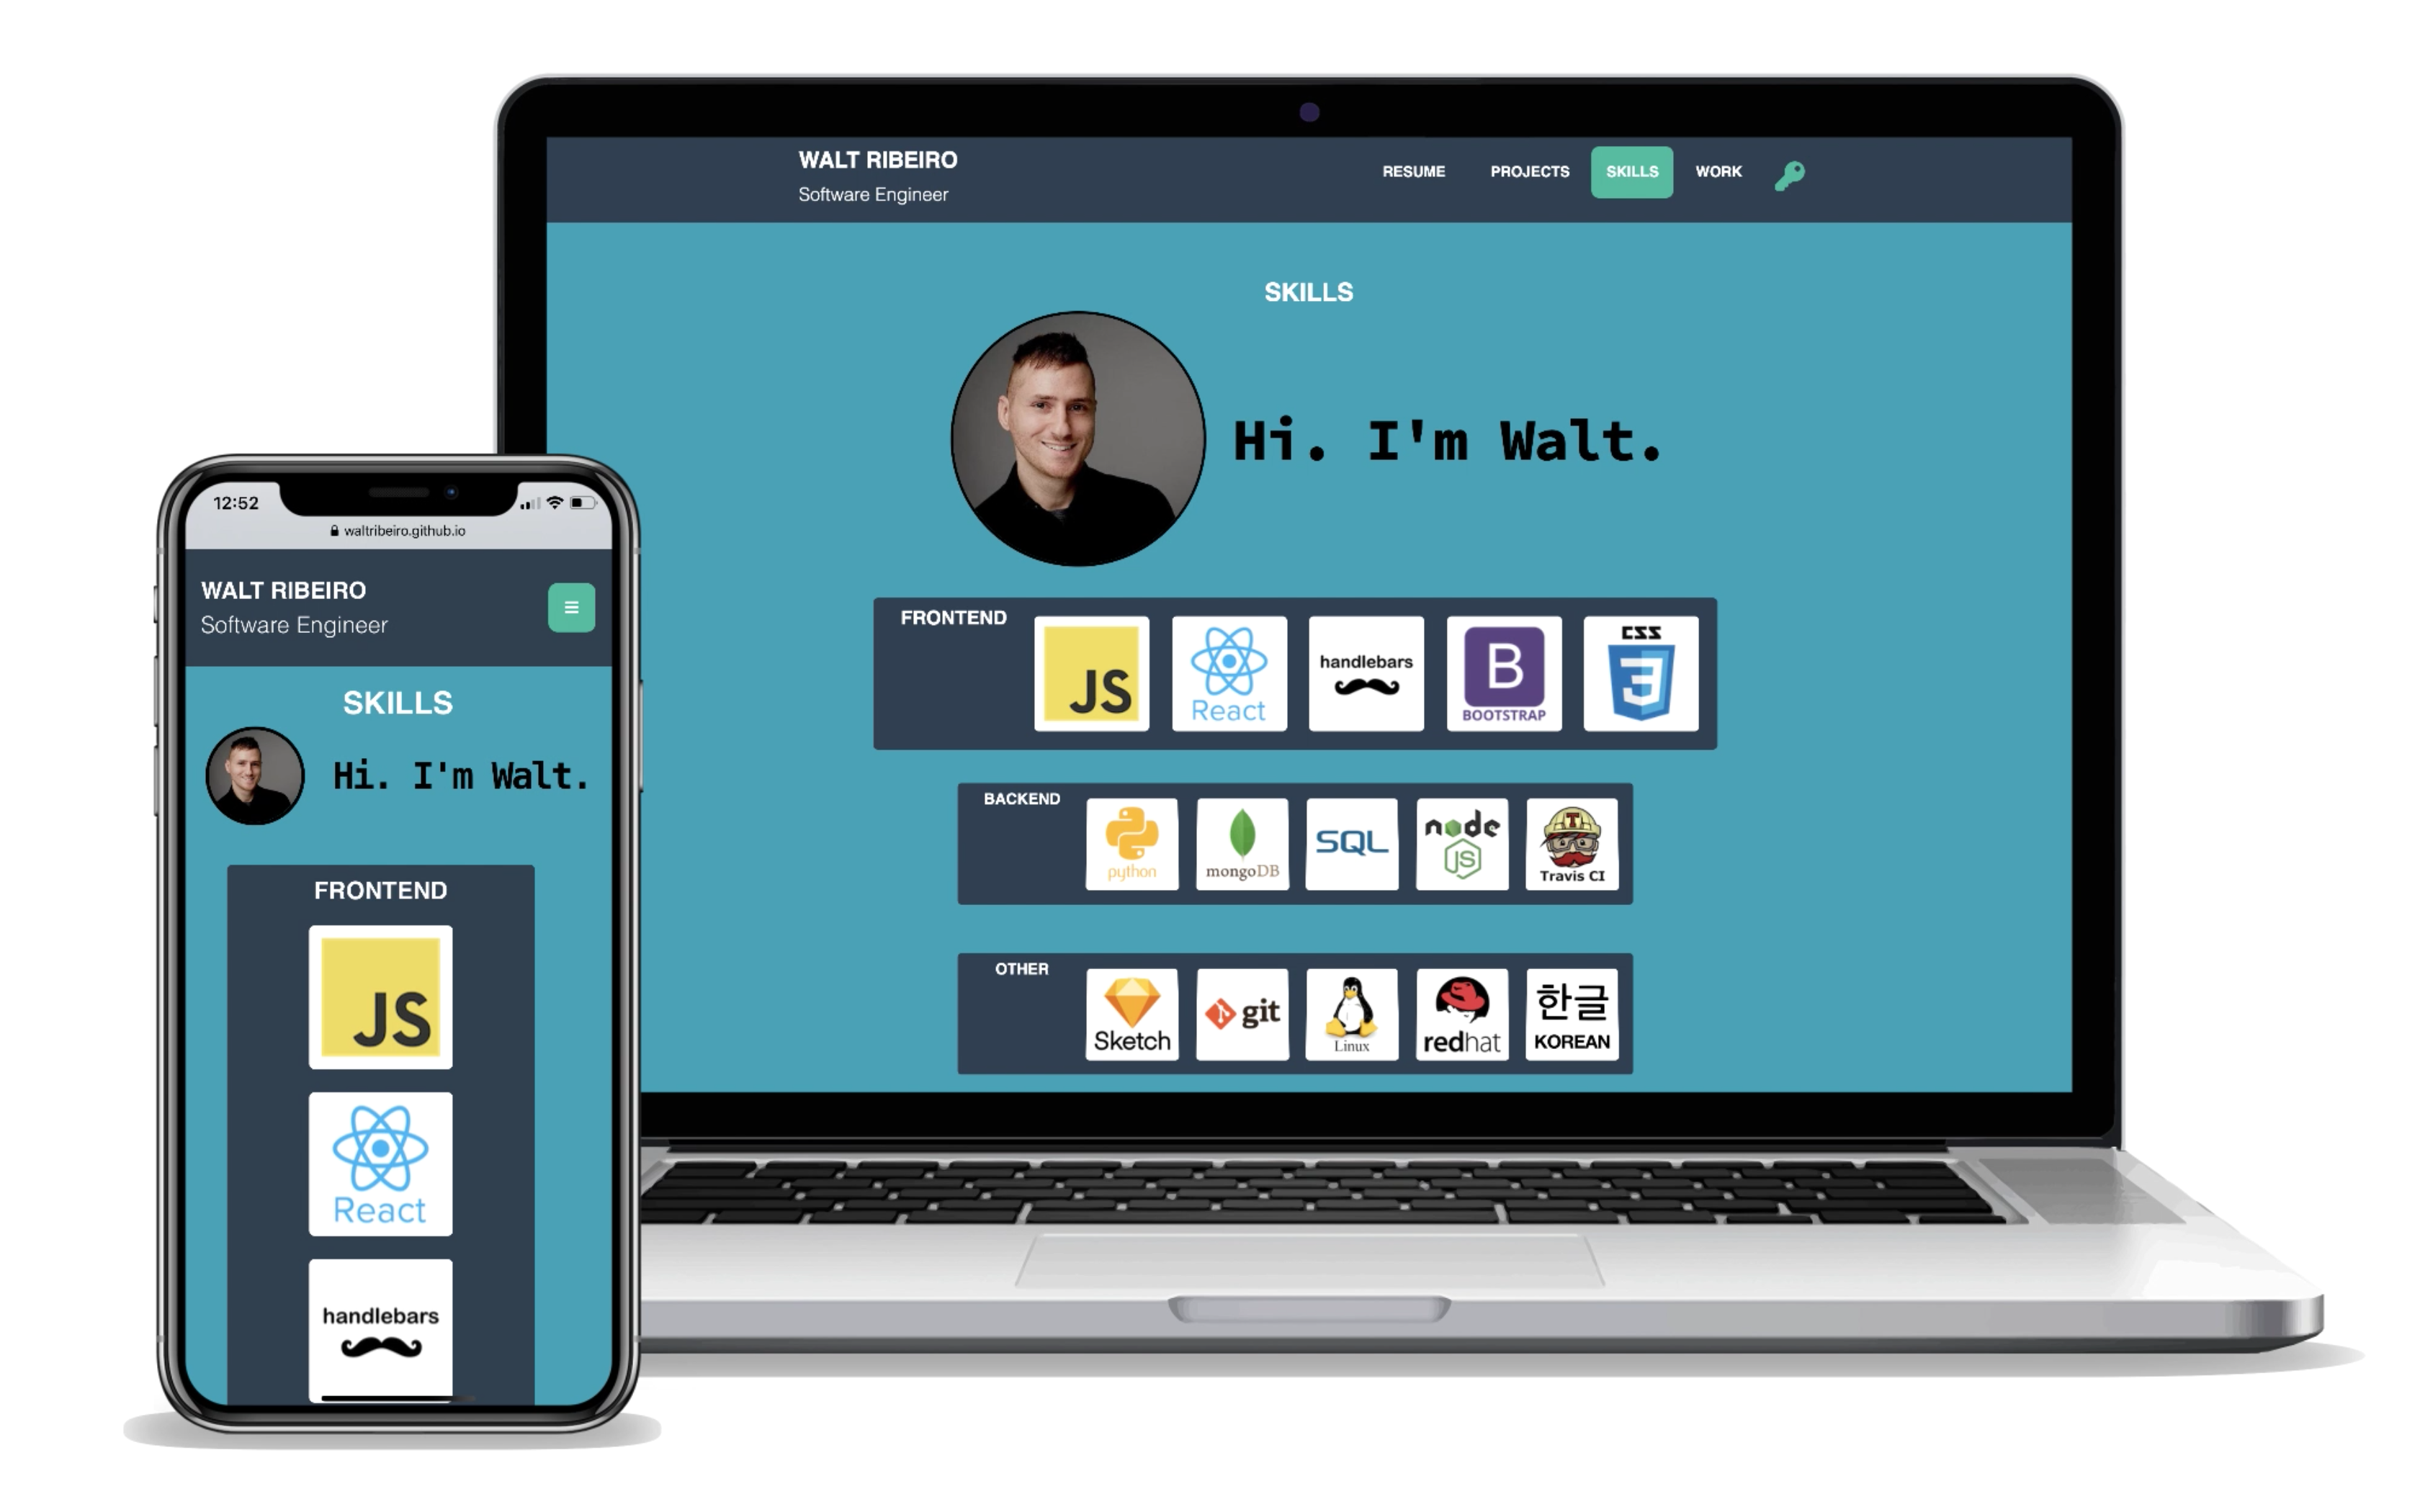 WALT RIBEIRO
Software Engineer
RESUME PROJECTS SKILLS WORK
SKILLS
Hi. I'm Walt.
FRONTEND
JS
React
handlebars
B
BOOTSTRAP
CSS
3
BACKEND
python
mongoDB
SQL
node
JS
T
Travis CI
OTHER
Sketch
git
Linux
redhat
한글
KOREAN
12:52
waltribeiro.github.io
WALT RIBEIRO
Software Engineer
SKILLS
Hi. I'm Walt.
FRONTEND
JS
React
handlebars